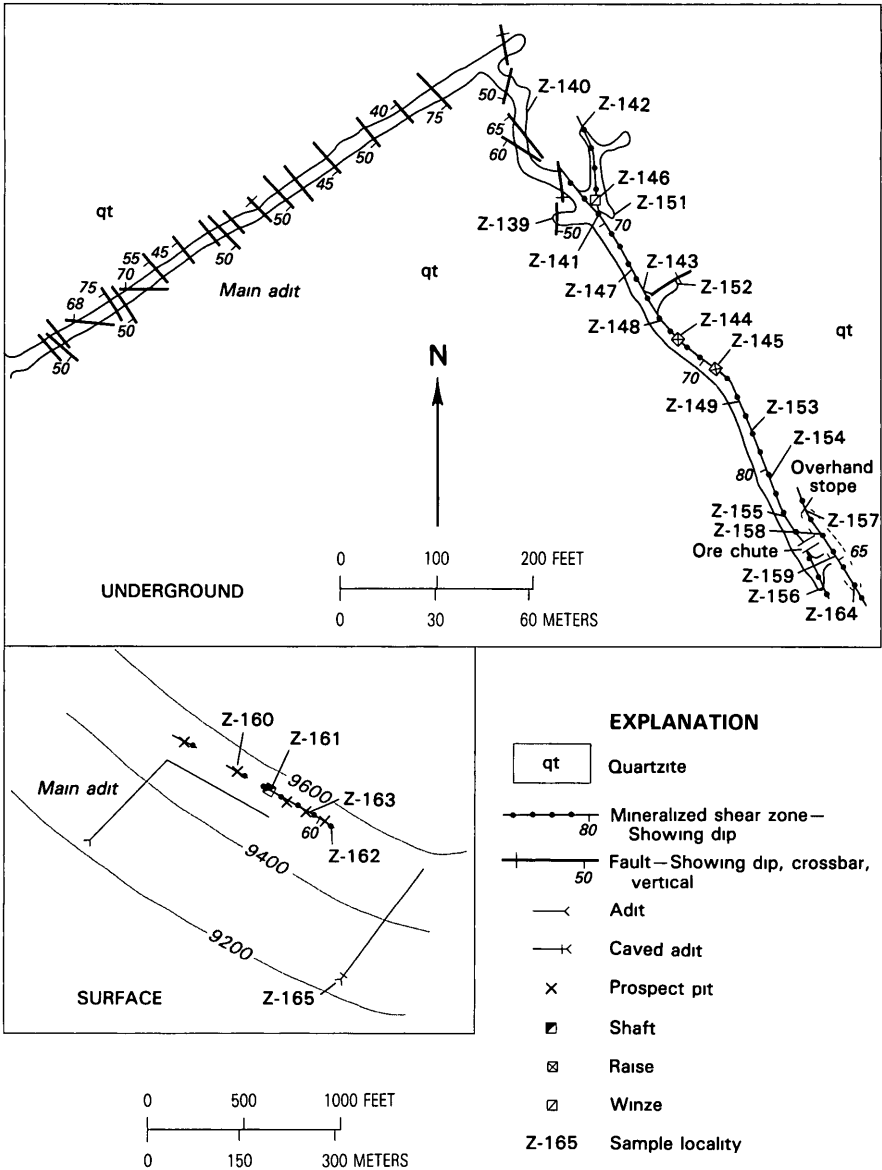 Z-140
Z-142
50
40
75
65
60
50
Z-146
45
Z-151
qt
50
Z-139
50
70
Z-141
50
qt
Z-143
55
45
Z-147
Z-152
75
70
Main adit
68
Z-148
Z-144
qt
50
Z-145
50
N
70
Z-149
Z-153
Z-154
80
Overhand
stope
Z-155
Z-157
Z-158
Ore chute
65
Z-159
Z-156
Z-164
0 100 200 FEET
UNDERGROUND
0 30 60 METERS
Z-160
Z-161
9600
Main adit
Z-163
60
Z-162
9400
9200
Z-165
SURFACE
0 500 1000 FEET
0 150 300 METERS
EXPLANATION
qt Quartzite
Mineralized shear zone—
80 Showing dip
Fault—Showing dip, crossbar,
50 vertical
Adit
Caved adit
Prospect pit
Shaft
Raise
Winze
Z-165 Sample locality